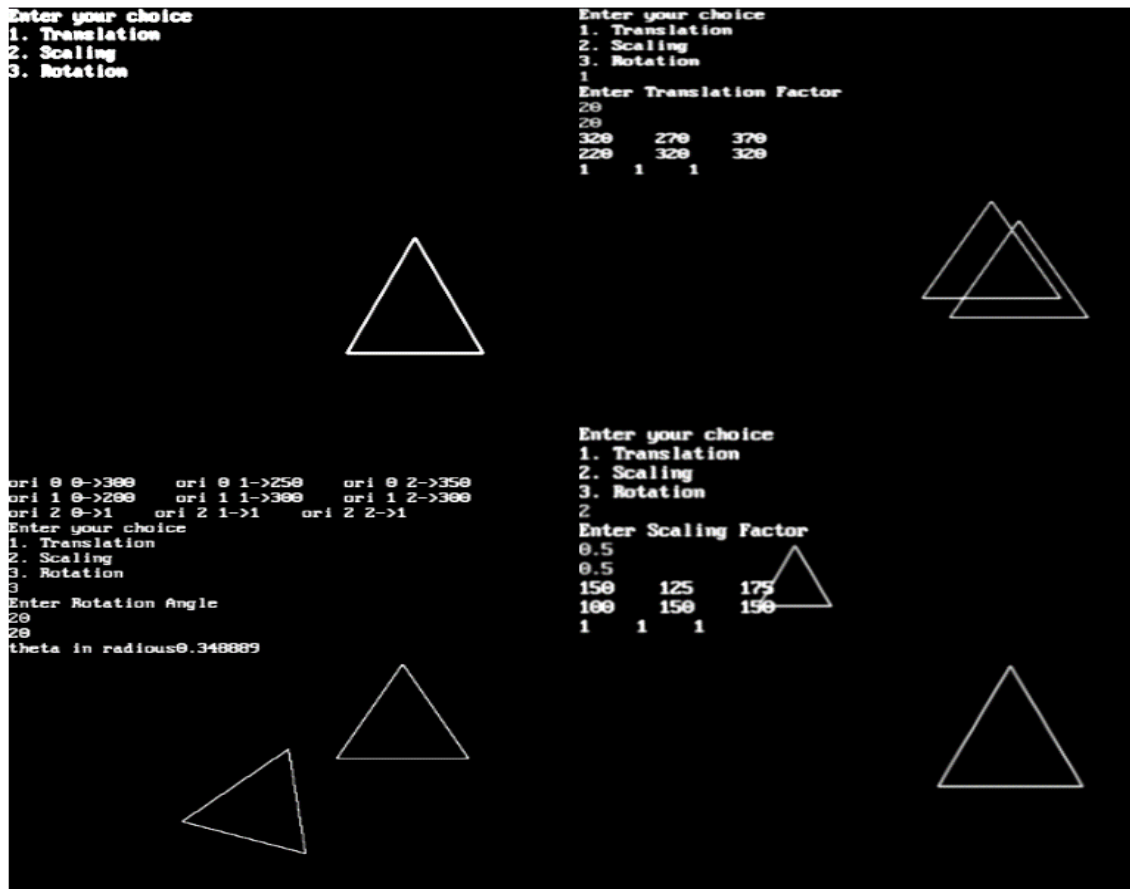 Enter your choice
1. Translation
2. Scaling
3. Rotation
Enter your choice
1. Translation
2. Scaling
3. Rotation
1
Enter Translation Factor
20
20
320 270 370
220 320 320
1 1 1
ori 0 0->300 ori 0 1->250 ori 0 2->350
ori 1 0->200 ori 1 1->300 ori 1 2->300
ori 2 0->1 ori 2 1->1 ori 2 2->1
Enter your choice
1. Translation
2. Scaling
3. Rotation
3
Enter Rotation Angle
20
20
theta in radious0.348889
Enter your choice
1. Translation
2. Scaling
3. Rotation
2
Enter Scaling Factor
0.5
0.5
150 125 175
100 150 150
1 1 1